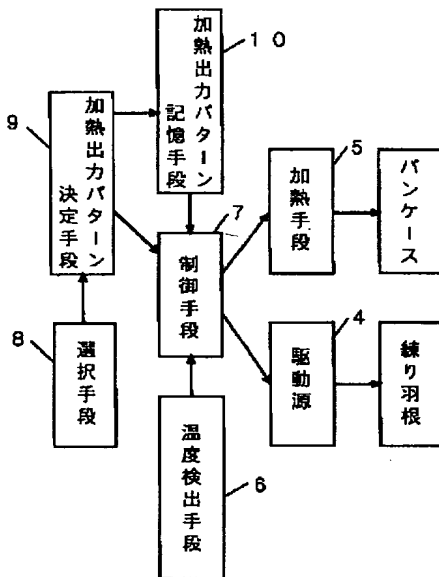 10
加熱出力パターン
記憶手段
9
加熱出力パターン
決定手段
5
加熱手段
パンケース
7
制御手段
8
選択手段
4
駆動源
練り羽根
温度検出手段
6